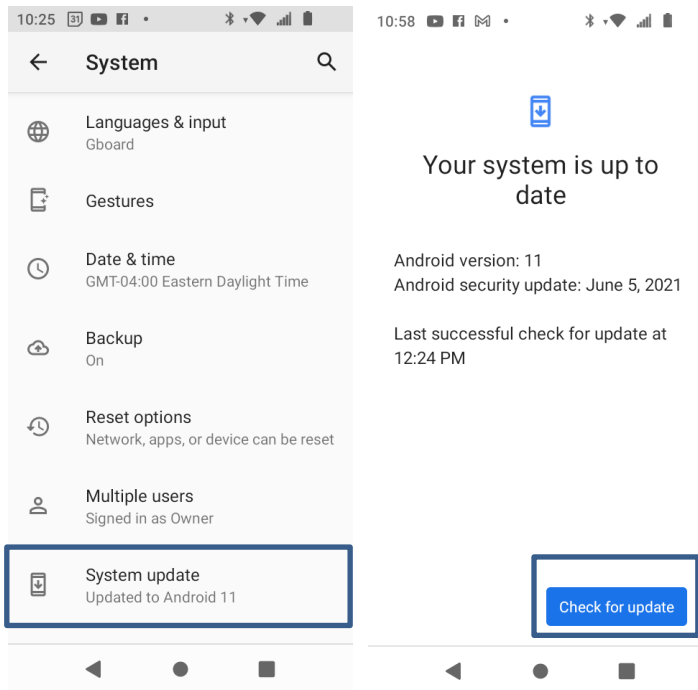 10:25 31
System
Languages & input
Gboard
Gestures
Date & time
GMT-04:00 Eastern Daylight Time
Backup
On
Reset options
Network, apps, or device can be reset
Multiple users
Signed in as Owner
System update
Updated to Android 11
10:58
Your system is up to
date
Android version: 11
Android security update: June 5, 2021
Last successful check for update at
12:24 PM
Check for update